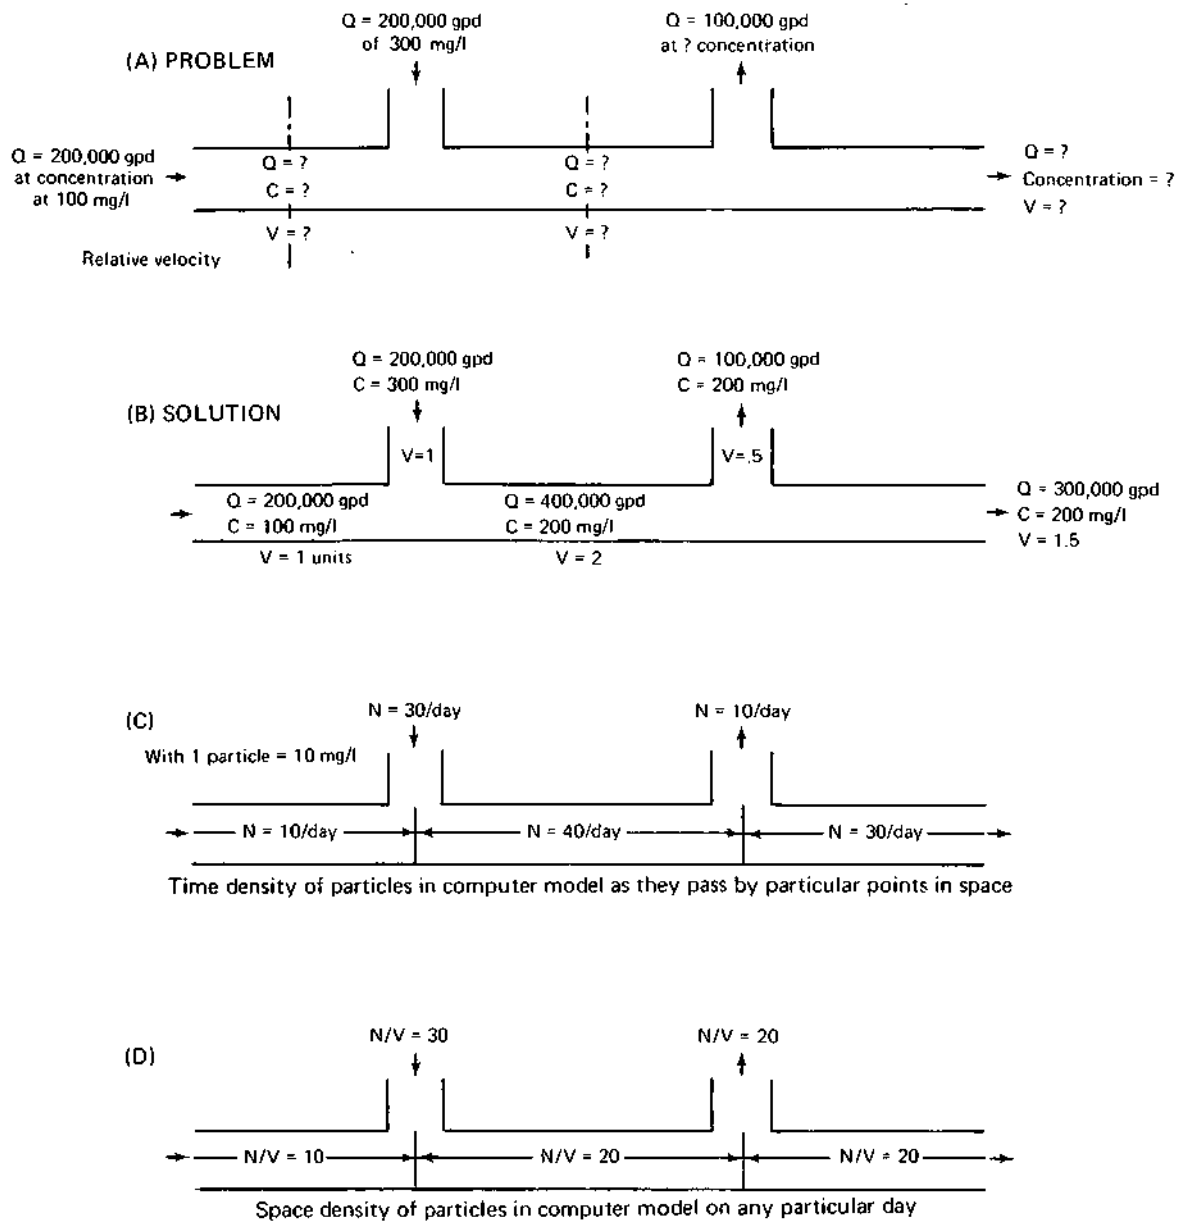 Q = 200,000 gpd
of 300 mg/l
Q = 100,000 gpd
at ? concentration
(A) PROBLEM
Q = 200,000 gpd
at concentration
at 100 mg/l
Q = ?
C = ?
V = ?
Q = ?
C = ?
V = ?
Q = ?
Concentration = ?
V = ?
Relative velocity
Q = 200,000 gpd
C = 300 mg/l
Q = 100,000 gpd
C = 200 mg/l
(B) SOLUTION
V=1
V=.5
Q = 200,000 gpd
C = 100 mg/l
V = 1 units
Q = 400,000 gpd
C = 200 mg/l
V = 2
Q = 300,000 gpd
C = 200 mg/l
V = 1.5
(C)
N = 30/day
N = 10/day
With 1 particle = 10 mg/l
N = 10/day
N = 40/day
N = 30/day
Time density of particles in computer model as they pass by particular points in space
(D)
N/V = 30
N/V = 20
N/V = 10
N/V = 20
N/V = 20
Space density of particles in computer model on any particular day